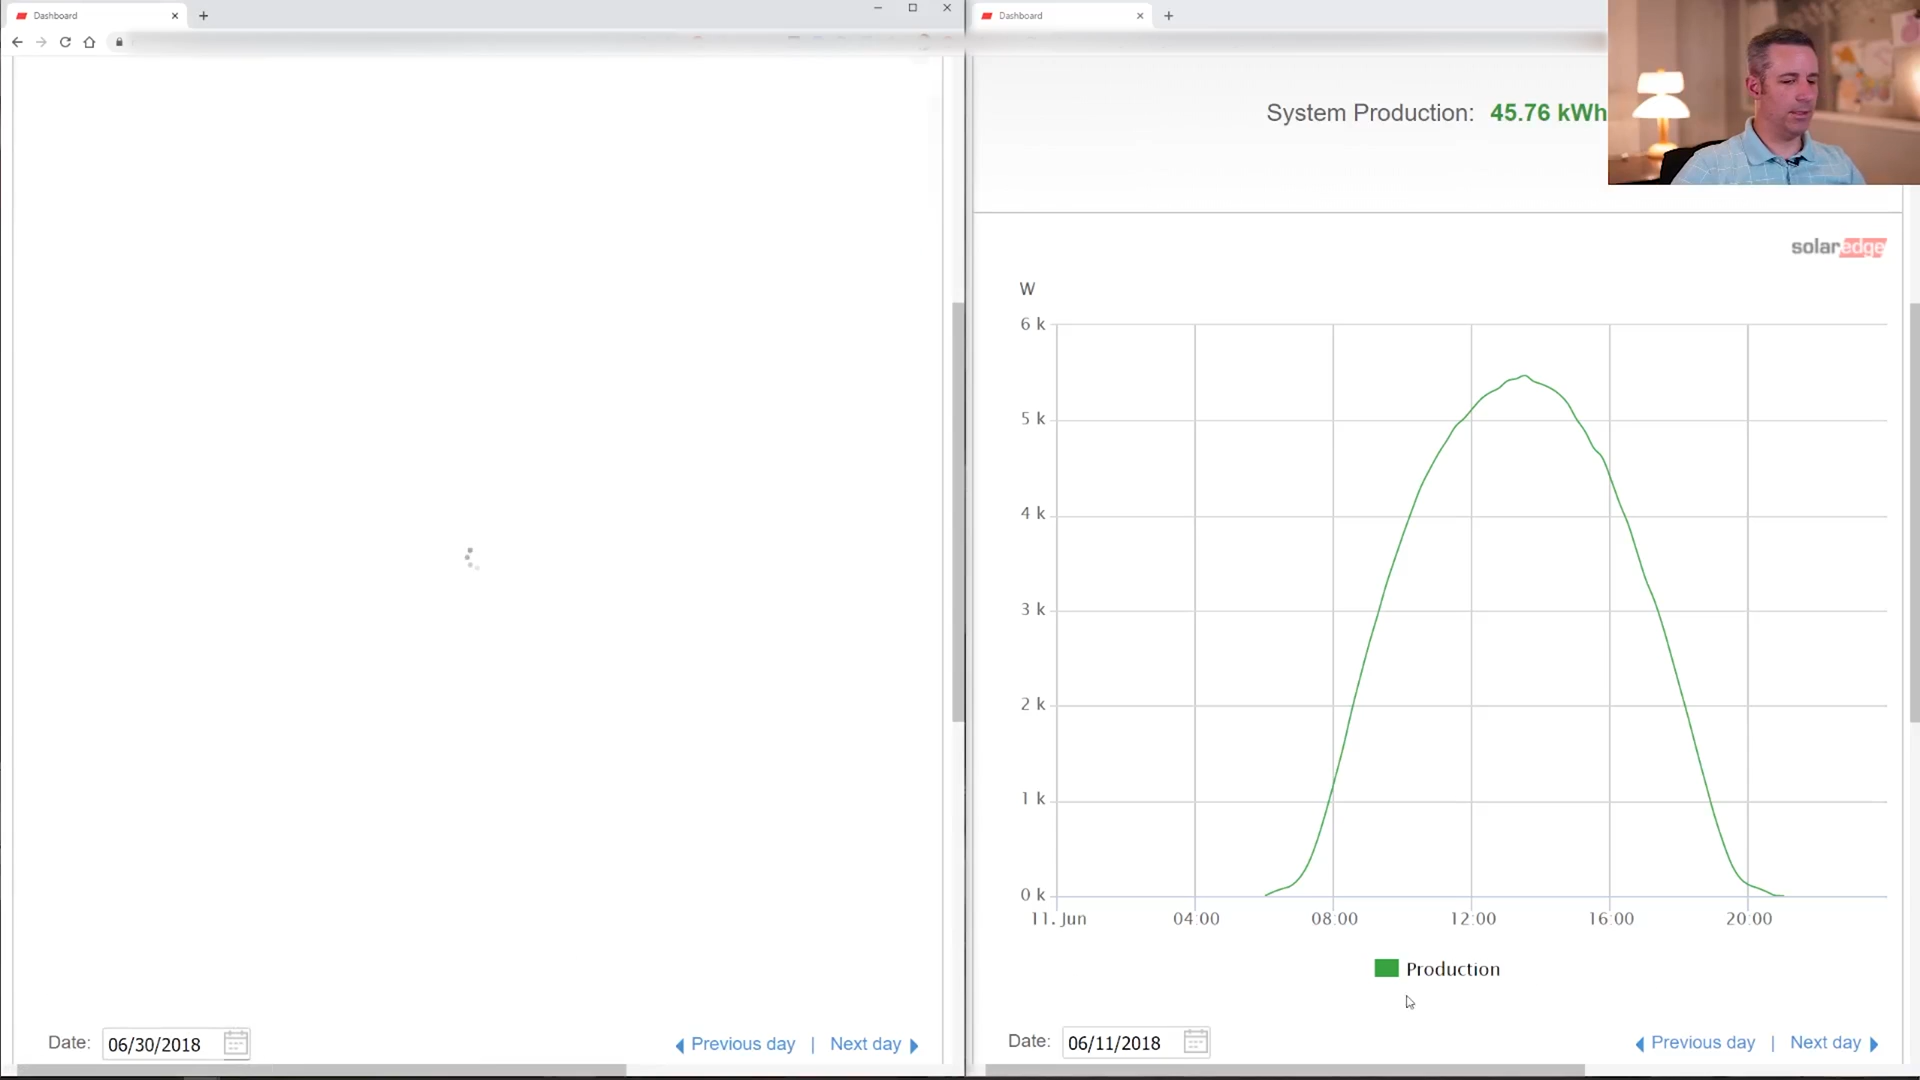 Dashboard
Date: 06/30/2018
Previous day | Next day
Dashboard
System Production: 45.76 kWh
solaredge
W
6 k
5 k
4 k
3 k
2 k
1 k
0 k
11. Jun 04:00 08:00 12:00 16:00 20:00
Production
Date: 06/11/2018
Previous day | Next day